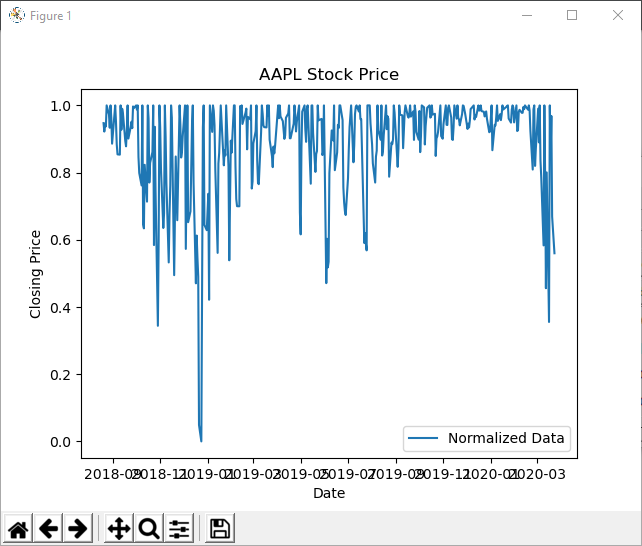 Figure 1
AAPL Stock Price
1.0
0.8
0.6
0.4
0.2
0.0
Closing Price
Normalized Data
2018-09 2018-11 2019-01 2019-03 2019-05 2019-07 2019-09 2019-11 2020-01 2020-03
Date